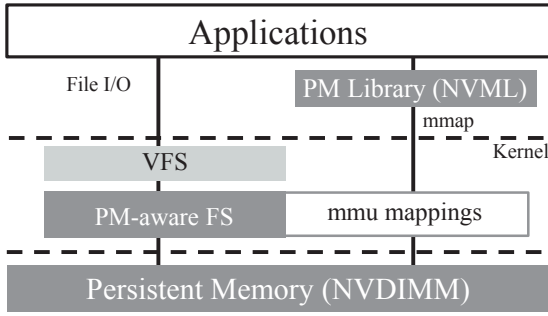 Applications
File I/O
PM Library (NVML)
mmap
Kernel
VFS
PM-aware FS
mmu mappings
Persistent Memory (NVDIMM)